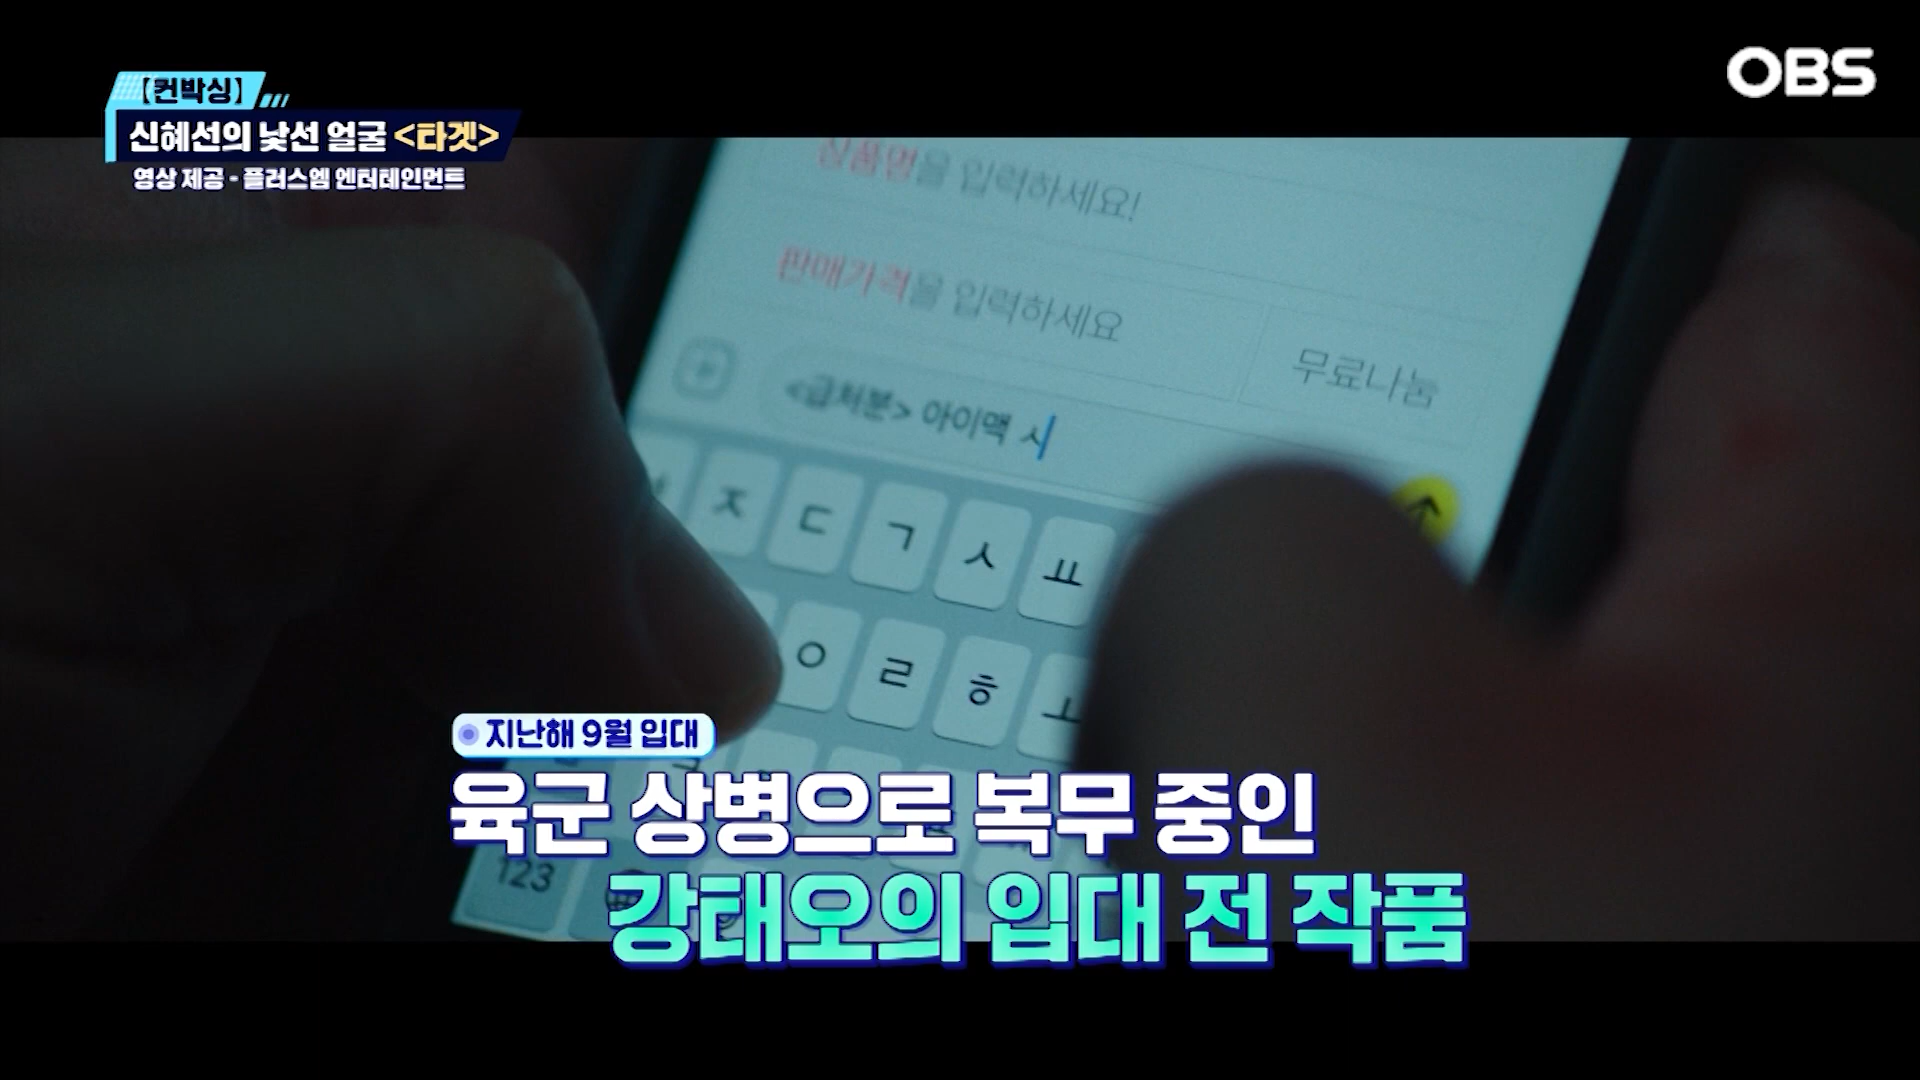 【컨박싱】
OBS
신혜선의 낯선 얼굴 <타겟>
영상 제공 - 플러스엠 엔터테인먼트
상품명을 입력하세요!
판매가격을 입력하세요
무료나눔
<급처분> 아이맥 시
ㅈ ㄷ ㄱ ㅅ ㅛ
ㅇ ㄹ ㅎ ㅗ
지난해 9월 입대
육군 상병으로 복무 중인
123
강태오의 입대 전 작품